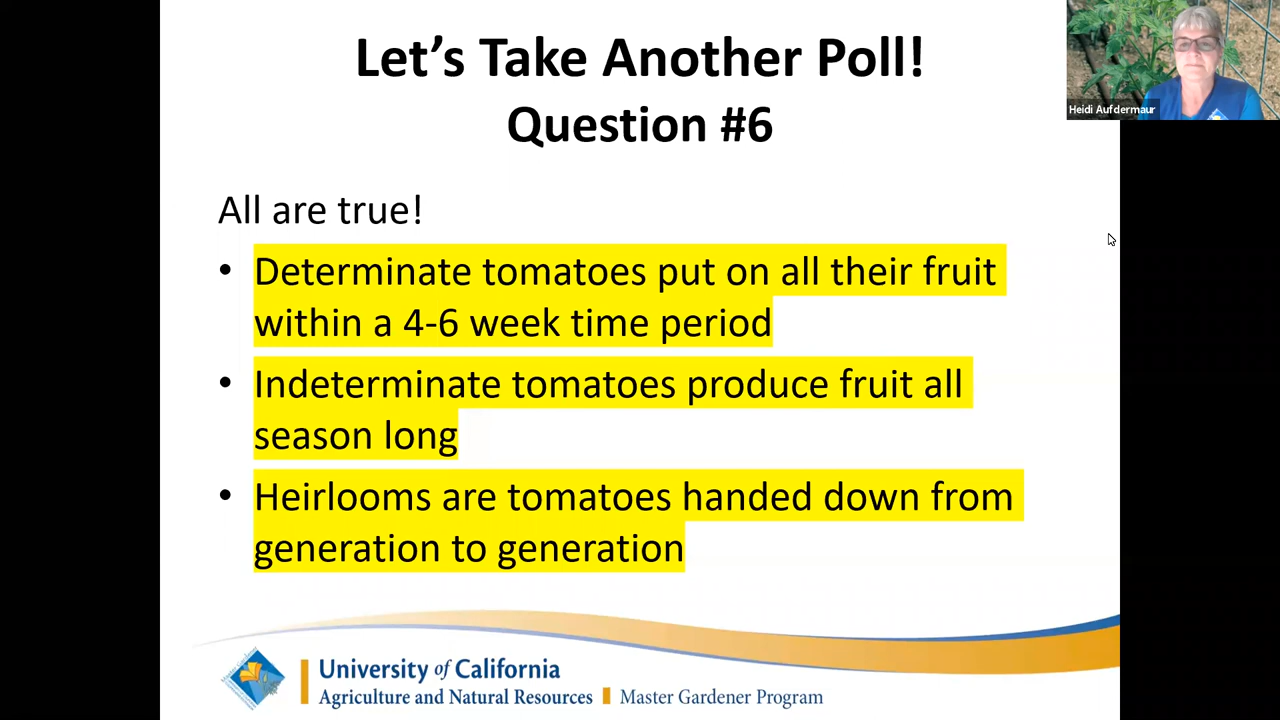 Let's Take Another Poll!
Question #6
Heidi Aufdermaur
All are true!
• Determinate tomatoes put on all their fruit
within a 4-6 week time period
• Indeterminate tomatoes produce fruit all
season long
• Heirlooms are tomatoes handed down from
generation to generation
University of California
Agriculture and Natural Resources Master Gardener Program